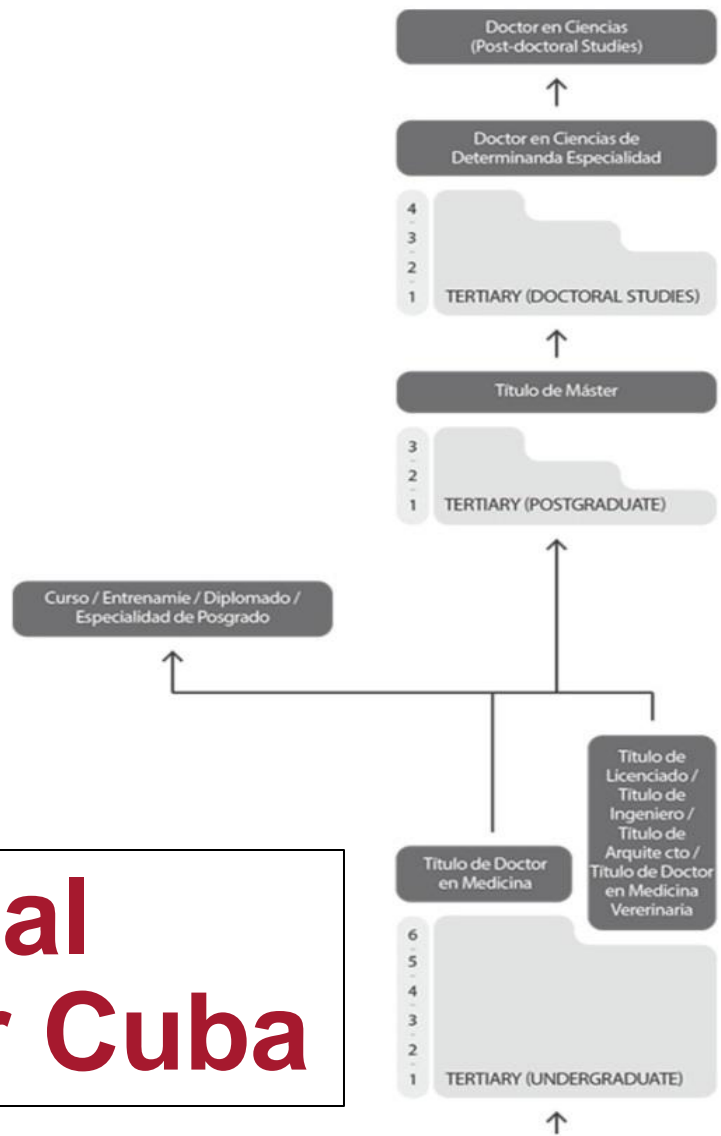 Doctor en Ciencias
(Post-doctoral Studies)
Doctor en Ciencias de
Determinanda Especialidad
4
3
2
1
TERTIARY (DOCTORAL STUDIES)
Título de Máster
3
2
1
TERTIARY (POSTGRADUATE)
Curso / Entrenamie / Diplomado /
Especialidad de Posgrado
Título de
Licenciado /
Título de
Ingeniero /
Título de
Arquite cto /
Título de Doctor
en Medicina
Vererinaria
Título de Doctor
en Medicina
6
5
4
3
2
1
TERTIARY (UNDERGRADUATE)
al
r Cuba